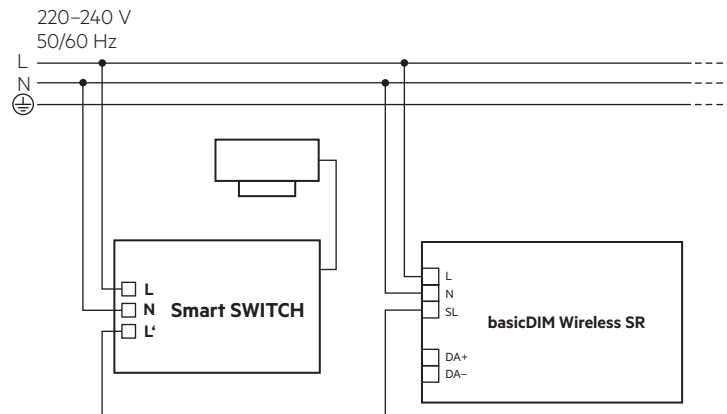 220–240 V
50/60 Hz
L
N
L
N
L‘
Smart SWITCH
L
N
SL
DA+
DA–
basicDIM Wireless SR